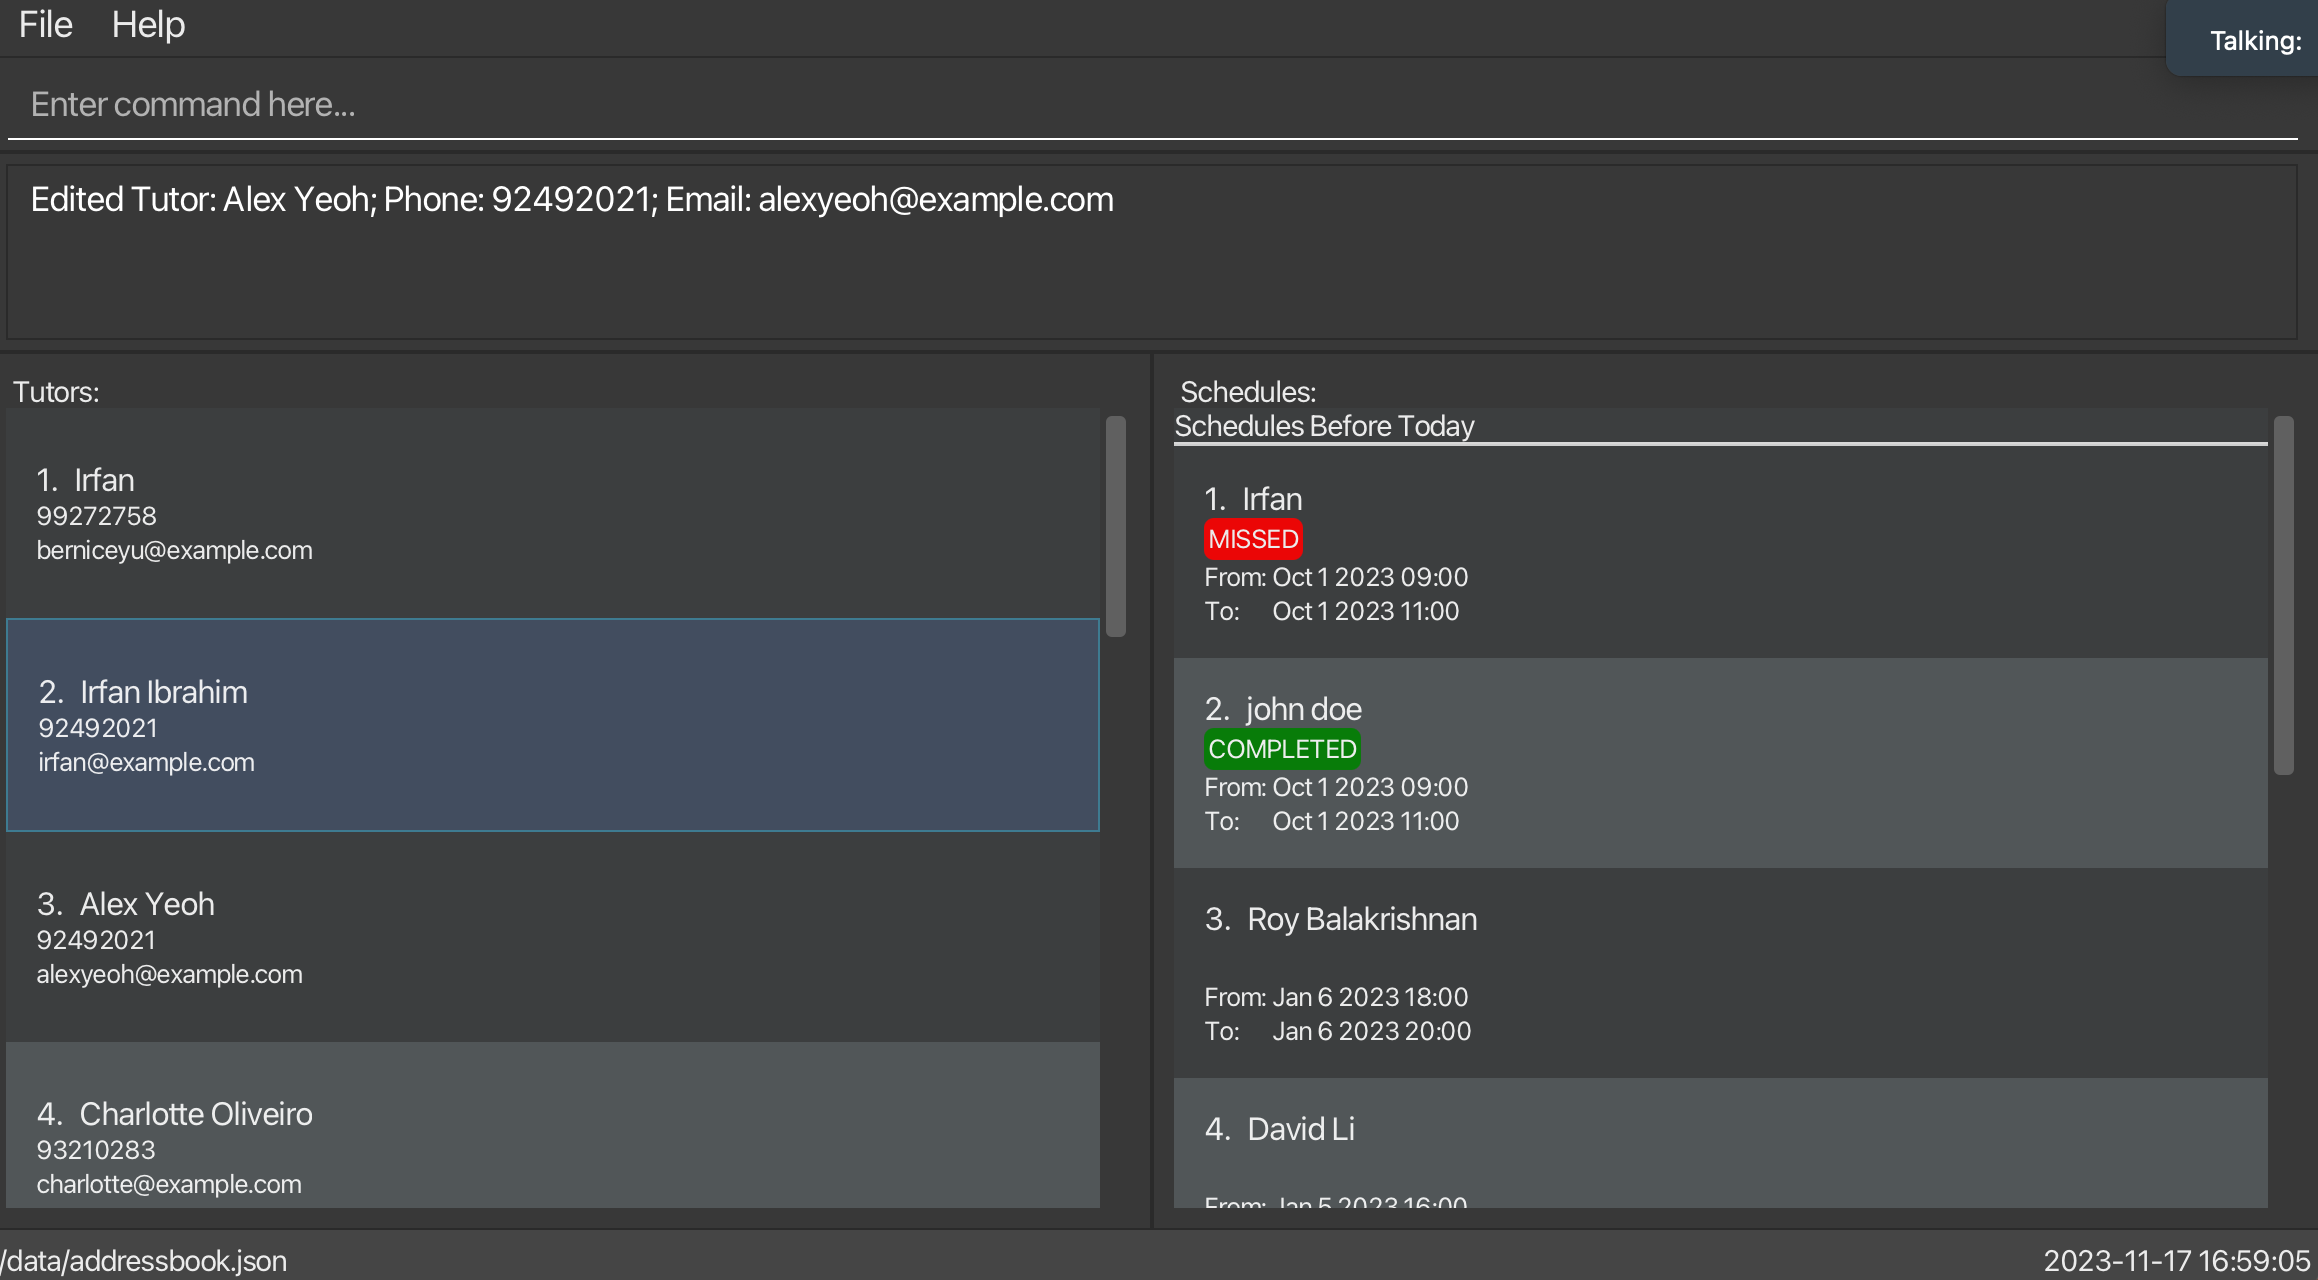 File Help
Talking:
Enter command here...
Edited Tutor: Alex Yeoh; Phone: 92492021; Email: alexyeoh@example.com
Tutors:
1. Irfan
99272758
berniceyu@example.com
2. Irfan Ibrahim
92492021
irfan@example.com
3. Alex Yeoh
92492021
alexyeoh@example.com
4. Charlotte Oliveiro
93210283
charlotte@example.com
Schedules:
Schedules Before Today
1. Irfan
MISSED
From: Oct 1 2023 09:00
To: Oct 1 2023 11:00
2. john doe
COMPLETED
From: Oct 1 2023 09:00
To: Oct 1 2023 11:00
3. Roy Balakrishnan
From: Jan 6 2023 18:00
To: Jan 6 2023 20:00
4. David Li
From: Jan 5 2023 16:00
/data/addressbook.json
2023-11-17 16:59:05